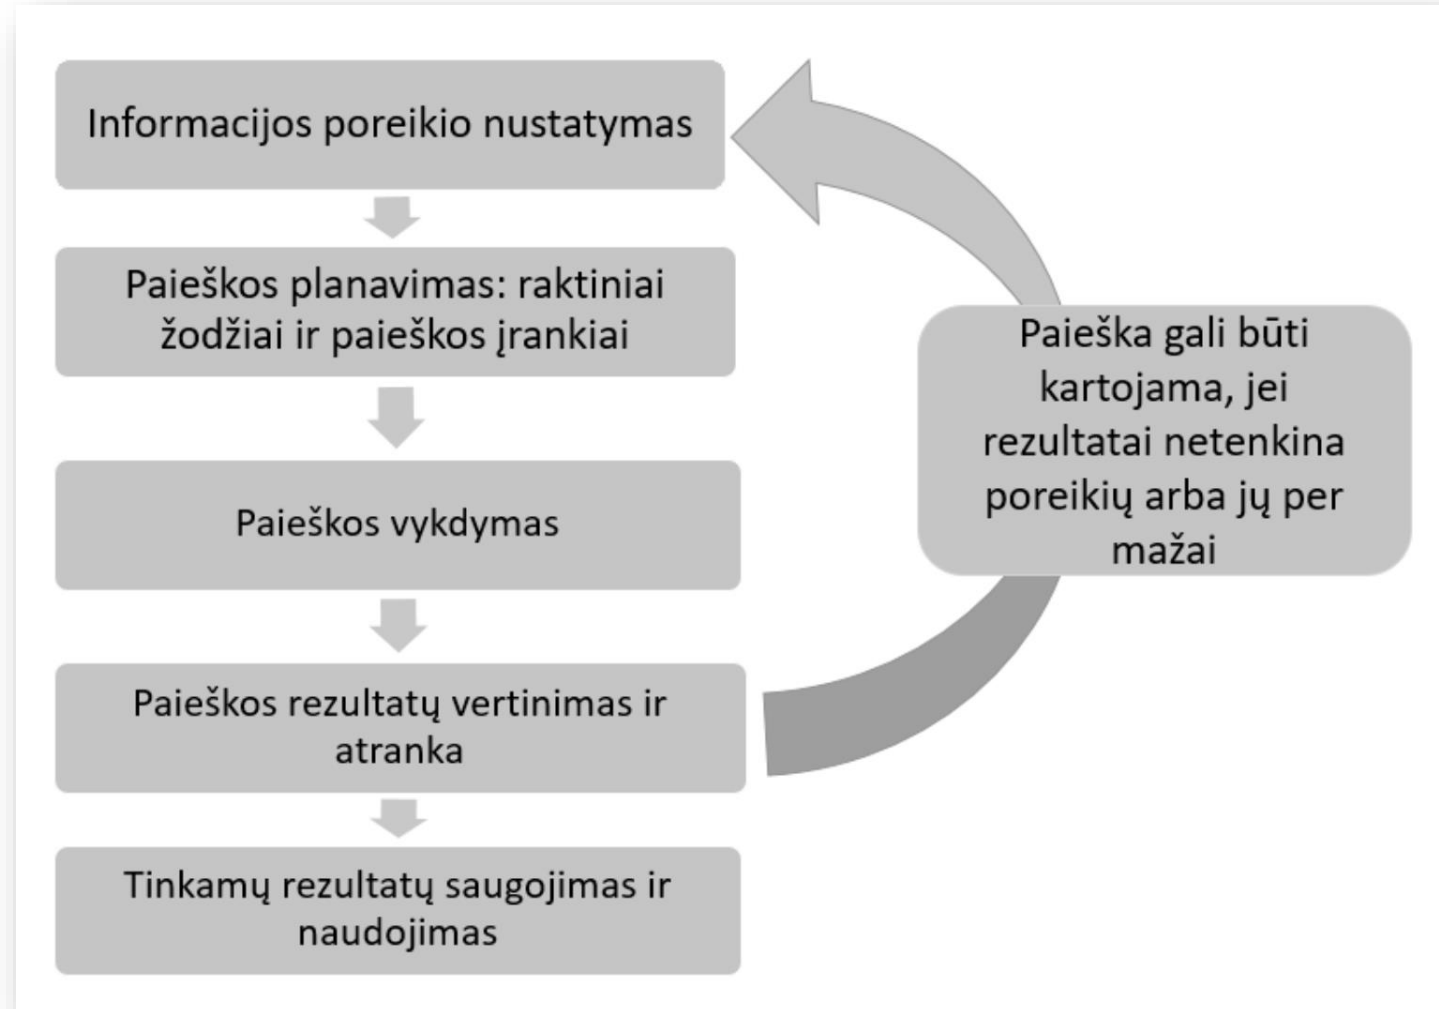 Informacijos poreikio nustatymas
Paieškos planavimas: raktiniai
žodžiai ir paieškos įrankiai
Paieškos vykdymas
Paieškos rezultatų vertinimas ir
atranka
Tinkamų rezultatų saugojimas ir
naudojimas
Paieška gali būti
kartojama, jei
rezultatai netenkina
poreikių arba jų per
mažai